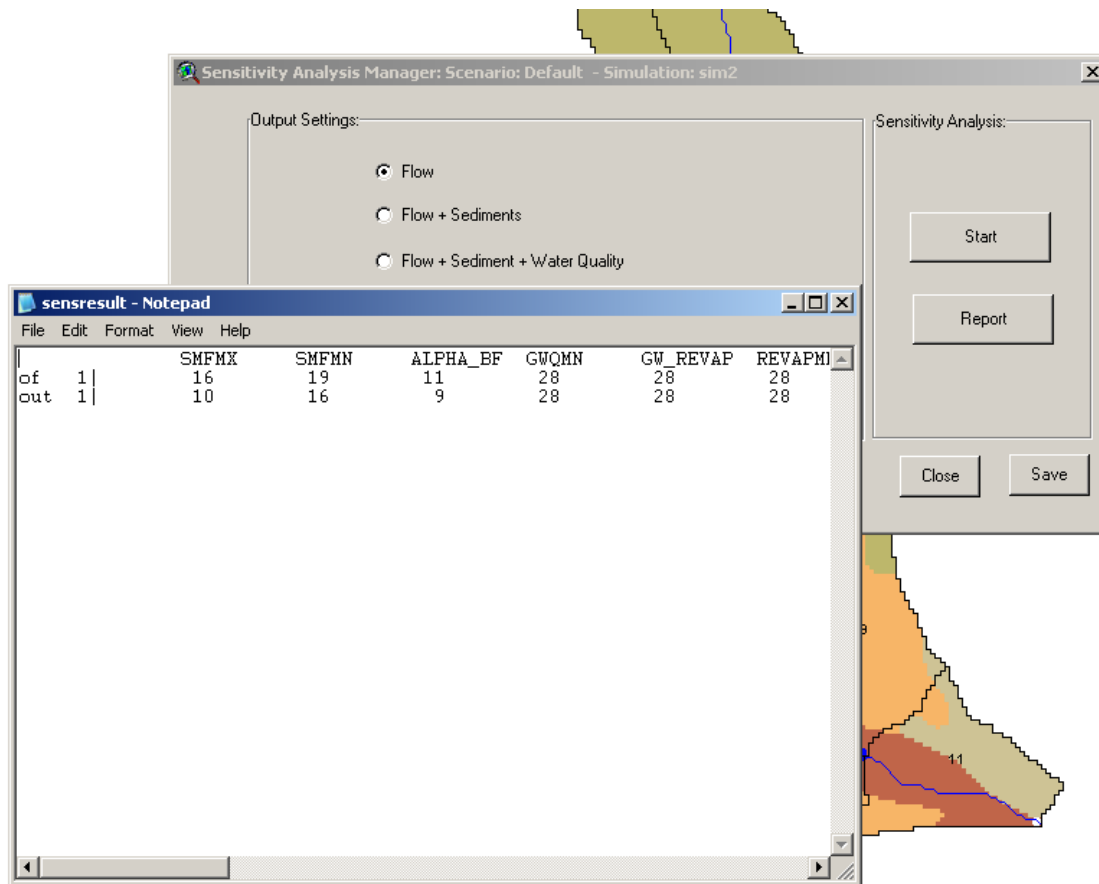 Sensitivity Analysis Manager: Scenario: Default - Simulation: sim2
Output Settings:
Sensitivity Analysis:
Flow
Flow + Sediments
Flow + Sediment + Water Quality
Start
Report
Close
Save
sensresult - Notepad
File Edit Format View Help
SMFMX SMFMN ALPHA_BF GWQMN GW_REVAP
of 1| 16 19 11 28 28 28
out 1| 10 16 9 28 28 28
11